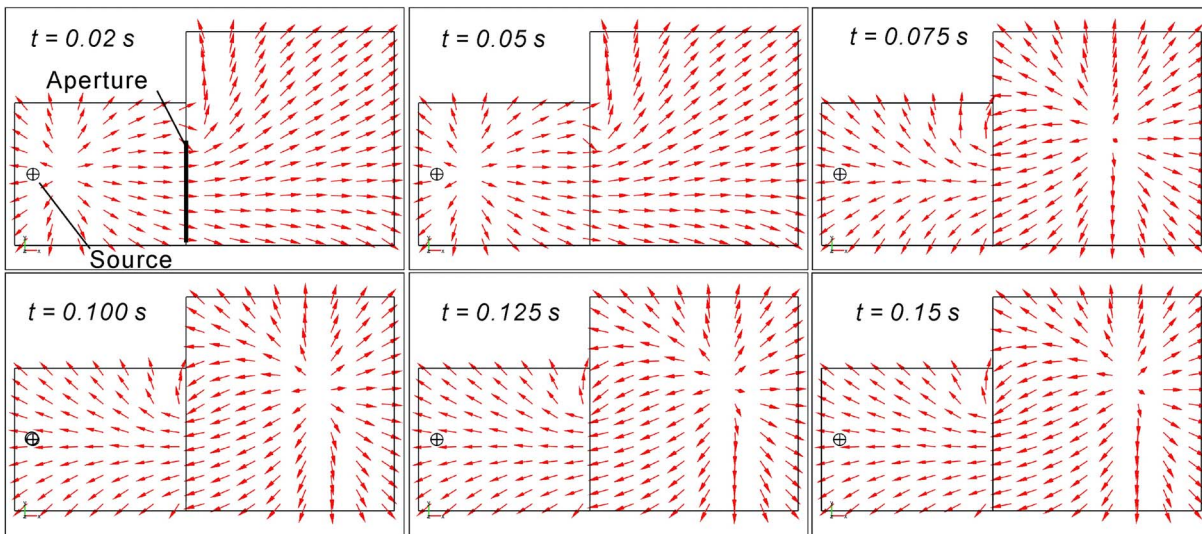 t = 0.02 s
Aperture
Source
t = 0.05 s
t = 0.075 s
t = 0.100 s
t = 0.125 s
t = 0.15 s